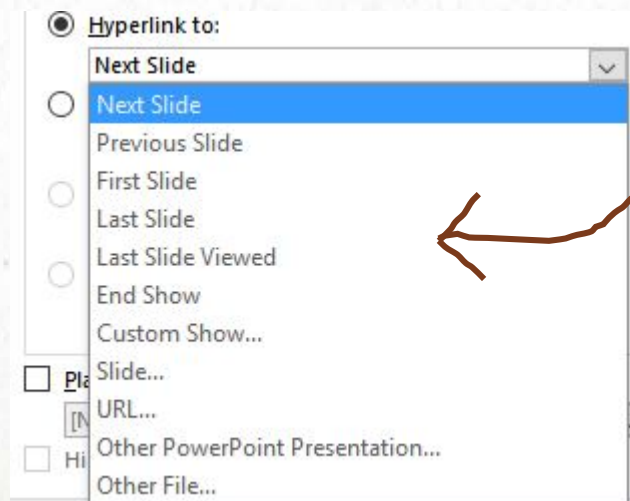 Hyperlink to:
Next Slide
Next Slide
Previous Slide
First Slide
Last Slide
Last Slide Viewed
End Show
Custom Show...
Slide...
URL...
Other PowerPoint Presentation...
Other File...